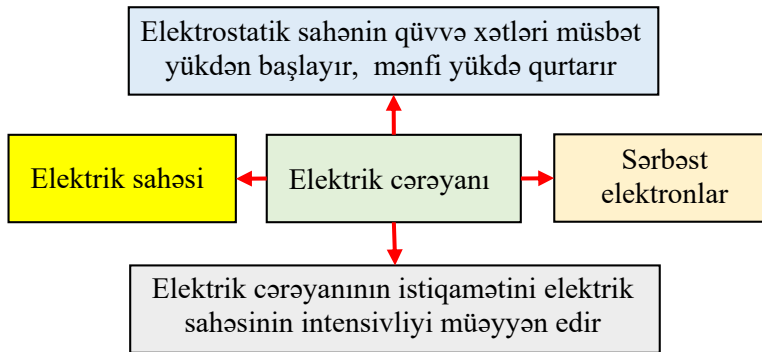 Elektrostatik sahənin qüvvə xətləri müsbət
yükdən başlayır, mənfi yükdə qurtarır
Elektrik sahəsi
Elektrik cərəyanı
Sərbəst
elektronlar
Elektrik cərəyanının istiqamətini elektrik
sahəsinin intensivliyi müəyyən edir